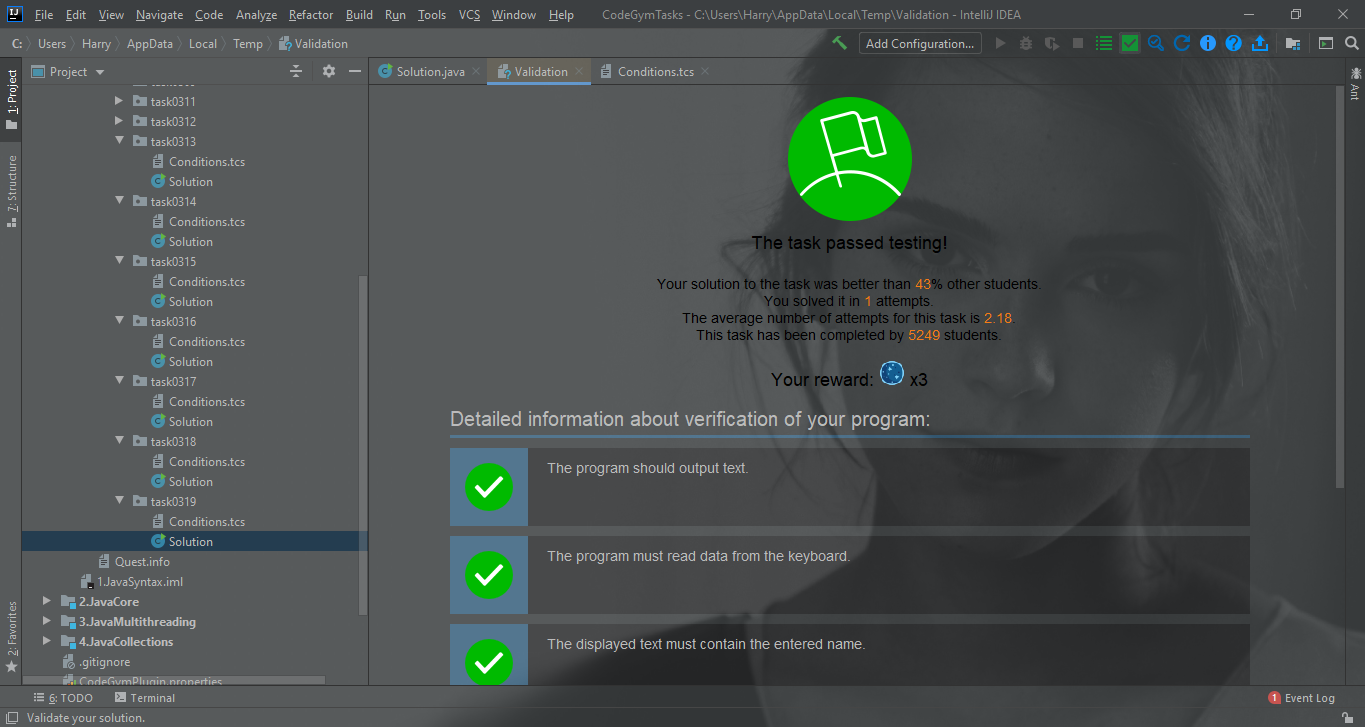 IJ File Edit View Navigate Code Analyze Refactor Build Run Tools VCS Window Help CodeGymTasks - C:\Users\Harry\AppData\Local\Temp\Validation - IntelliJ IDEA
C: Users Harry AppData Local Temp Validation Add Configuration...
1: Project
7: Structure
2: Favorites
Project
task0311
task0312
task0313
Conditions.tcs
Solution
task0314
Conditions.tcs
Solution
task0315
Conditions.tcs
Solution
task0316
Conditions.tcs
Solution
task0317
Conditions.tcs
Solution
task0318
Conditions.tcs
Solution
task0319
Conditions.tcs
Solution
Quest.info
1.JavaSyntax.iml
2.JavaCore
3.JavaMultithreading
4.JavaCollections
.gitignore
CodeGymPlugin.properties
Solution.java Validation Conditions.tcs
The task passed testing!
Your solution to the task was better than 43% other students.
You solved it in 1 attempts.
The average number of attempts for this task is 2.18.
This task has been completed by 5249 students.
Your reward: x3
Detailed information about verification of your program:
The program should output text.
The program must read data from the keyboard.
The displayed text must contain the entered name.
Ant
6: TODO Terminal 1 Event Log
Validate your solution.